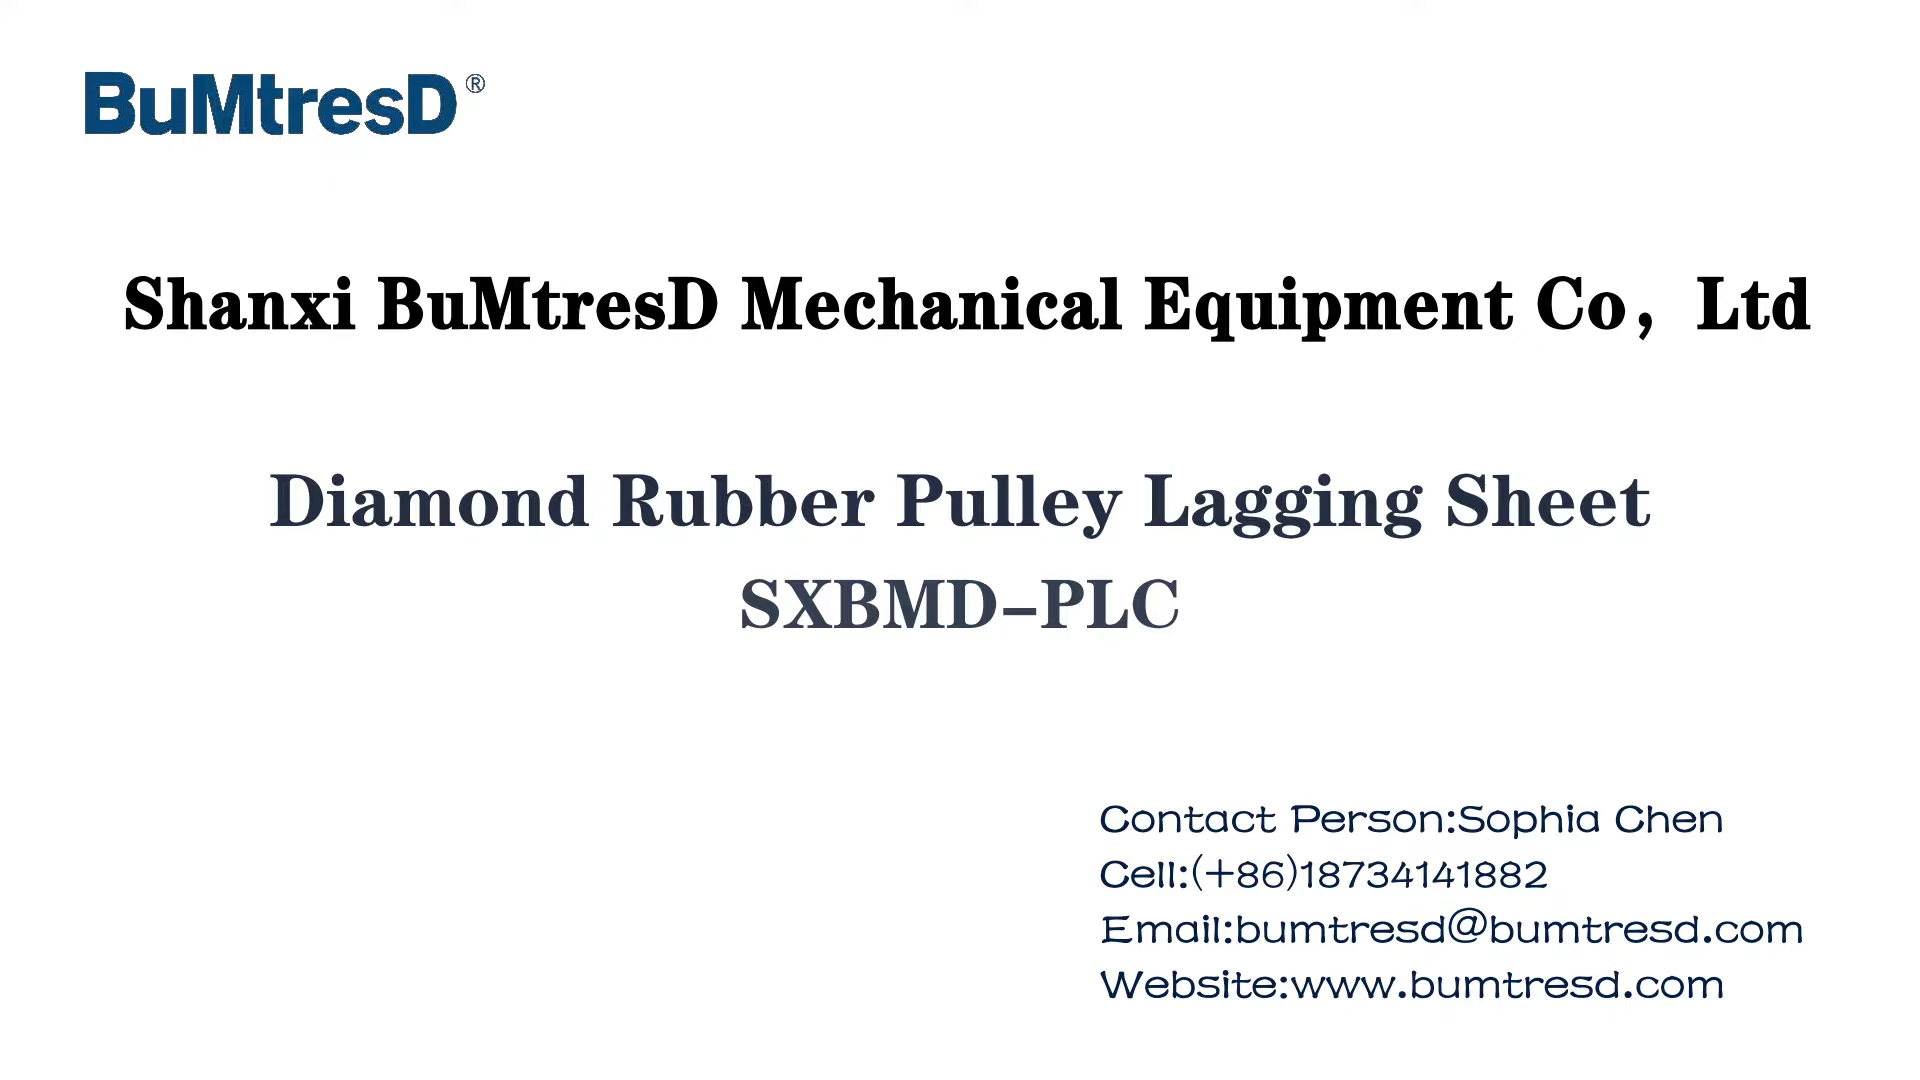 BuMtresD®
Shanxi BuMtresD Mechanical Equipment Co，Ltd
Diamond Rubber Pulley Lagging Sheet
SXBMD-PLC
Contact Person:Sophia Chen
Cell:(+86)18734141882
Email:bumtresd@bumtresd.com
Website:www.bumtresd.com